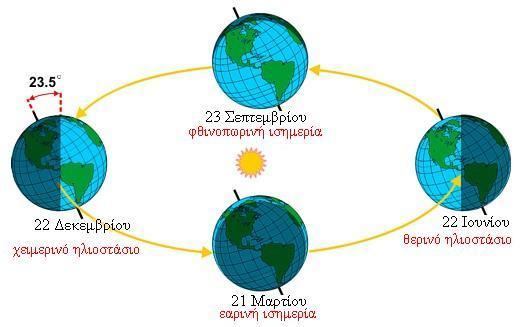 23 Σεπτεμβρίου
φθινοπωρινή ισημερία
23.5°
22 Δεκεμβρίου
χειμερινό ηλιοστάσιο
22 Ιουνίου
θερινό ηλιοστάσιο
21 Μαρτίου
εαρινή ισημερία